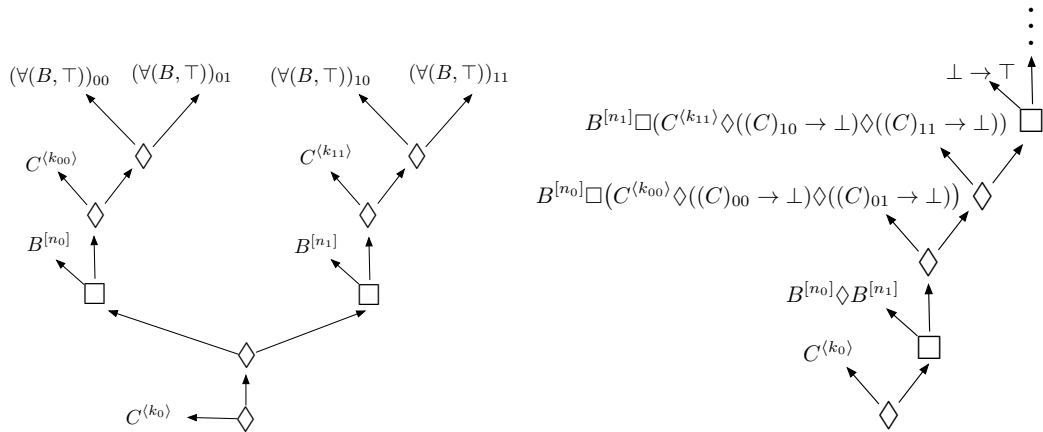 (∀(B, ⊤))₀₀ (∀(B, ⊤))₀₁ (∀(B, ⊤))₁₀ (∀(B, ⊤))₁₁
C^⟨k₀₀⟩ C^⟨k₁₁⟩
B^[n₀] B^[n₁]
C^⟨k₀⟩
⊥ → ⊤
B^[n₁]□(C^⟨k₁₁⟩◇((C)₁₀ → ⊥)◇((C)₁₁ → ⊥))
B^[n₀]□(C^⟨k₀₀⟩◇((C)₀₀ → ⊥)◇((C)₀₁ → ⊥))
B^[n₀]◇B^[n₁]
C^⟨k₀⟩